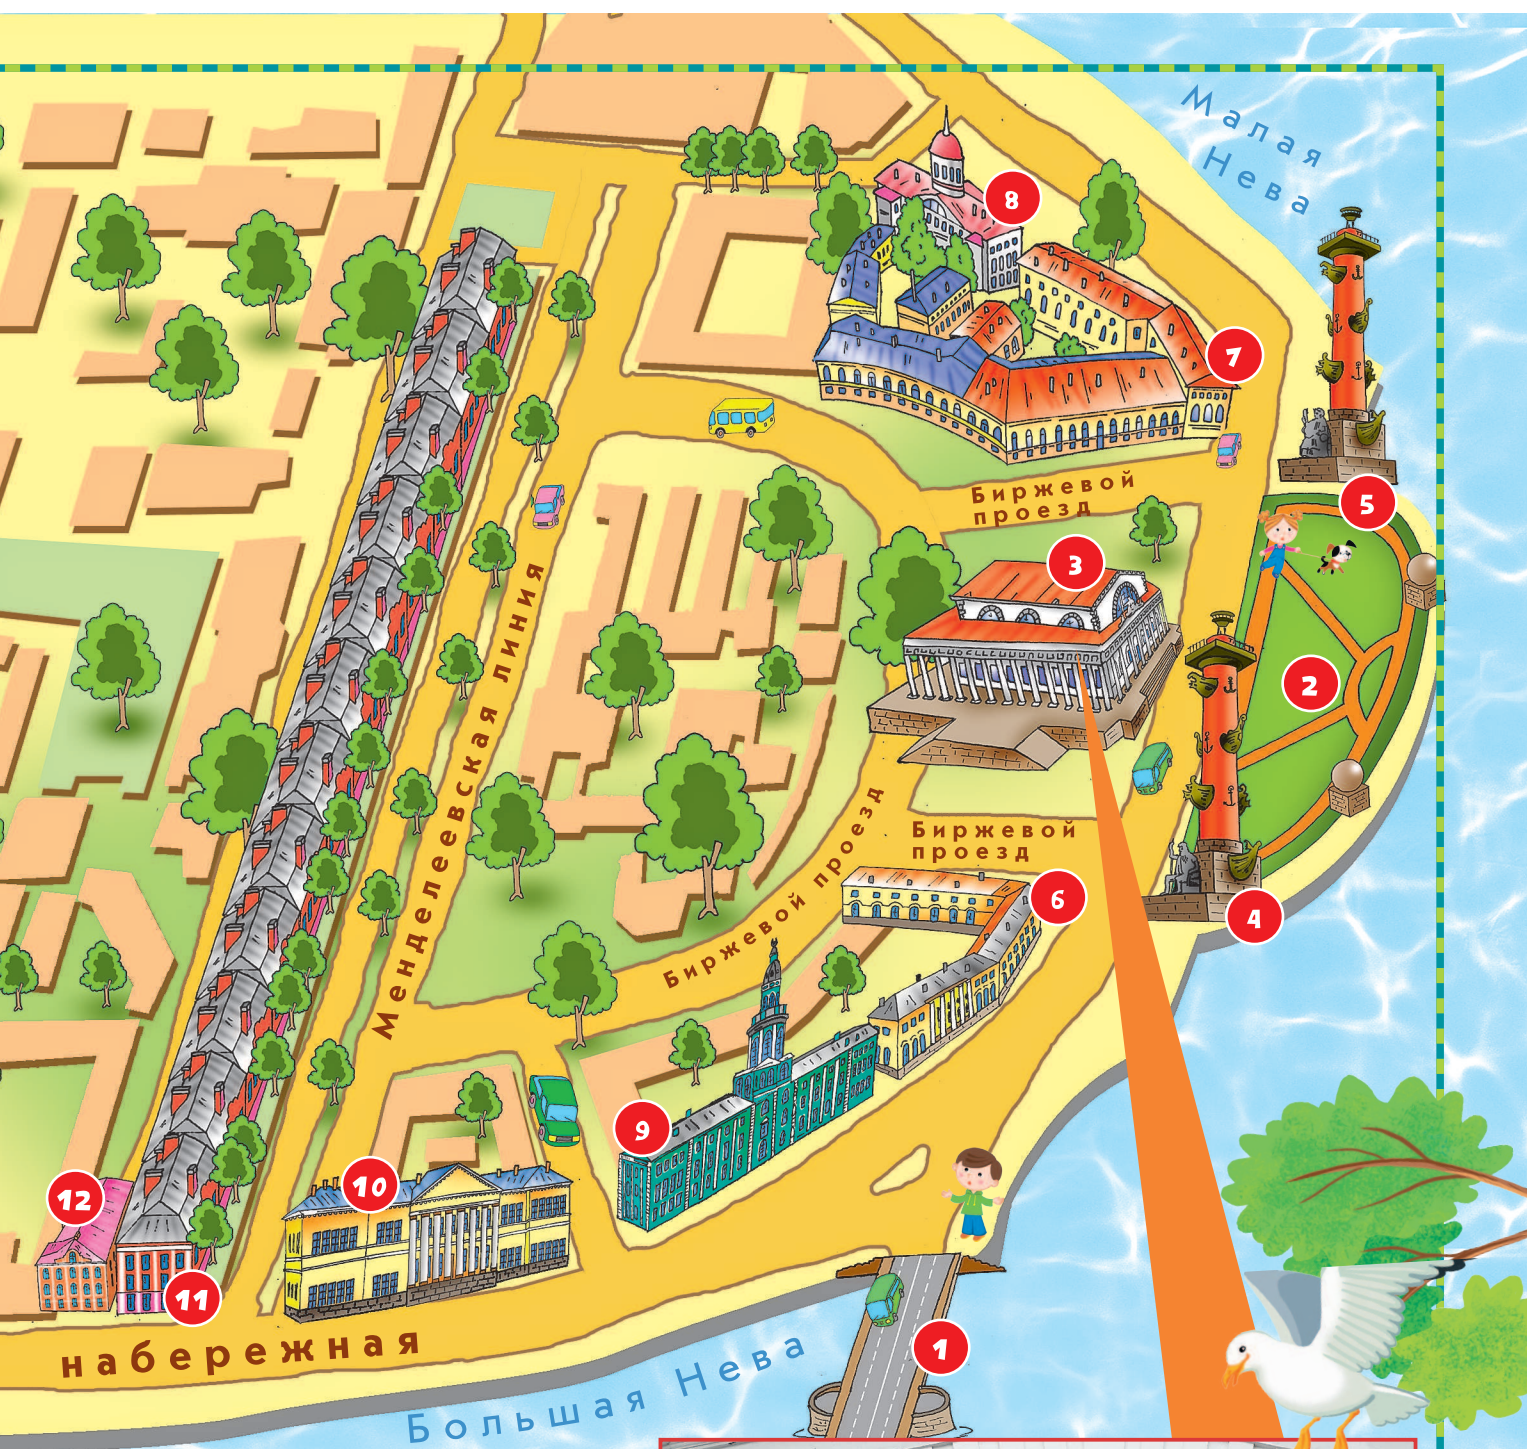 Малая
Нева
8
7
Биржевой
проезд
5
3
2
Менделеевская линия
Биржевой проезд
Биржевой
проезд
6
4
9
12
10
11
набережная
1
Большая Нева